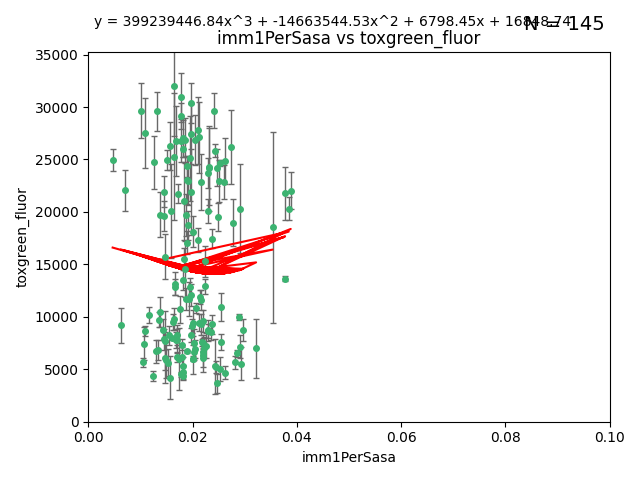 y = 399239446.84x^3 + -14663544.53x^2 + 6798.45x + 16848.74
N = 145
imm1PerSasa vs toxgreen_fluor
35000
30000
25000
20000
15000
10000
5000
0
toxgreen_fluor
0.00 0.02 0.04 0.06 0.08 0.10
imm1PerSasa